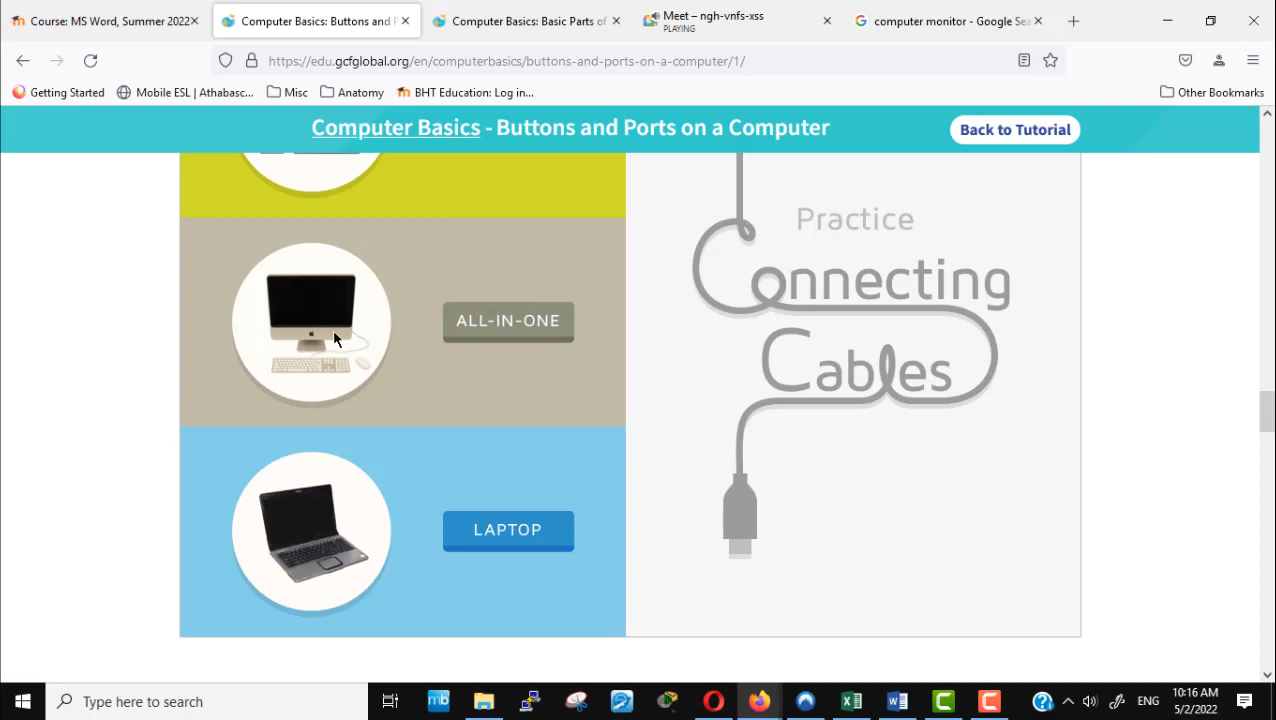 Course: MS Word, Summer 2022
Computer Basics: Buttons and P
Computer Basics: Basic Parts of
Meet – ngh-vnfs-xss
PLAYING
computer monitor - Google Sea
https://edu.gcfglobal.org/en/computerbasics/buttons-and-ports-on-a-computer/1/
Getting Started
Mobile ESL | Athabasc...
Misc
Anatomy
BHT Education: Log in...
Other Bookmarks
Computer Basics - Buttons and Ports on a Computer
Back to Tutorial
Practice
Connecting
Cables
ALL-IN-ONE
LAPTOP
Type here to search
mb
ENG
10:16 AM
5/2/2022